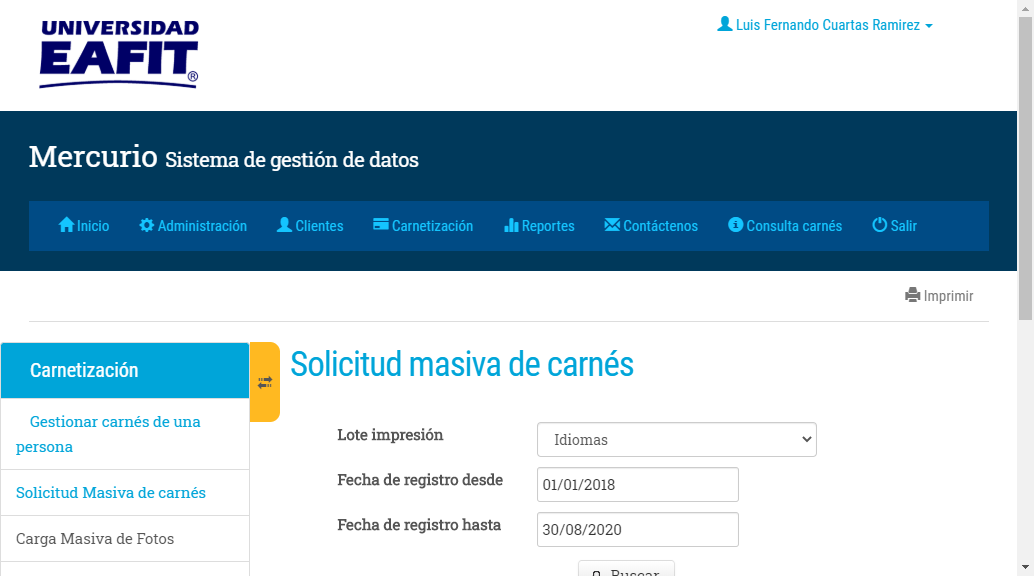 UNIVERSIDAD
EAFIT®
Luis Fernando Cuartas Ramirez
Mercurio Sistema de gestión de datos
Inicio Administración Clientes Carnetización Reportes Contáctenos Consulta carnés Salir
Imprimir
Carnetización
Solicitud masiva de carnés
Gestionar carnés de una
persona
Solicitud Masiva de carnés
Carga Masiva de Fotos
Lote impresión Idiomas
Fecha de registro desde 01/01/2018
Fecha de registro hasta 30/08/2020
Buscar